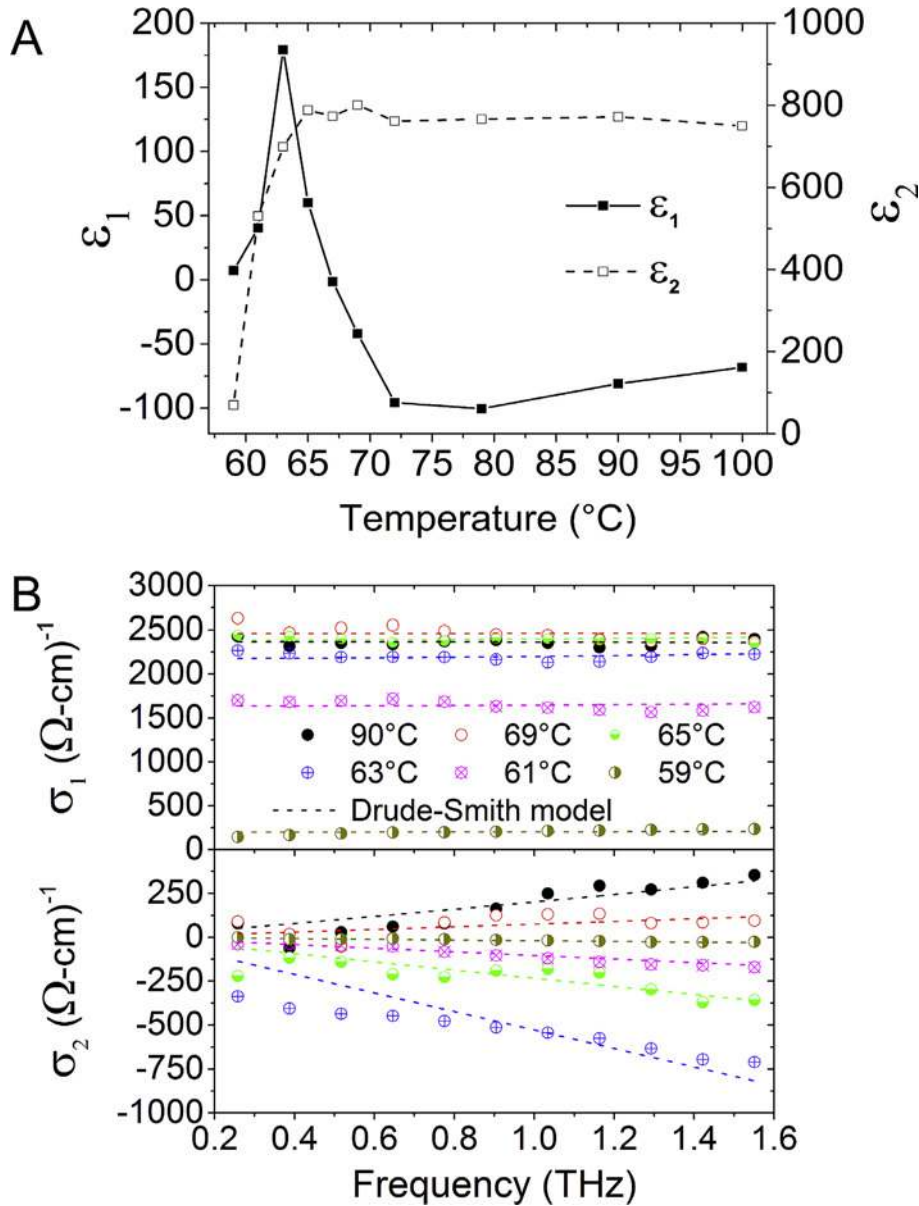 A
200
150
100
50
0
-50
-100
ε1
1000
800
600
400
200
0
ε2
ε1
ε2
60 65 70 75 80 85 90 95 100
Temperature (°C)
B
3000
2500
2000
1500
1000
500
0
σ1 (Ω-cm)-1
90°C 69°C 65°C
63°C 61°C 59°C
Drude-Smith model
250
0
-250
-500
-750
-1000
σ2 (Ω-cm)-1
0.2 0.4 0.6 0.8 1.0 1.2 1.4 1.6
Frequency (THz)